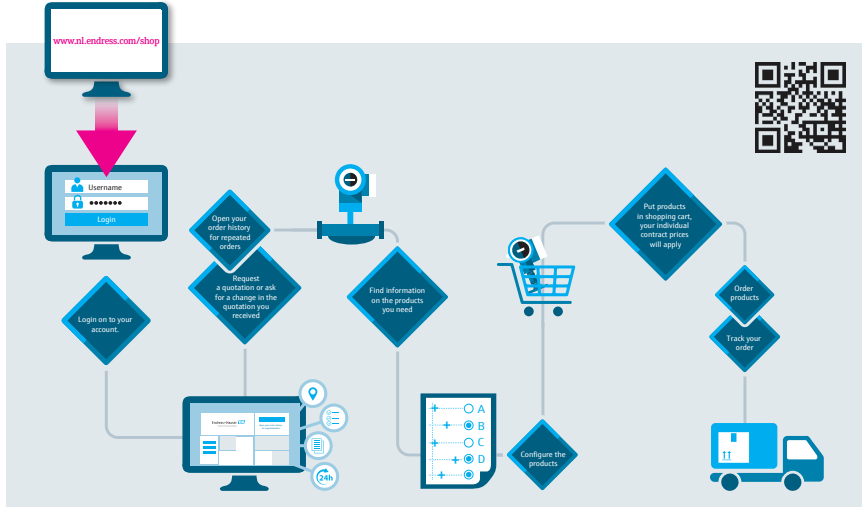 www.nl.endress.com/shop
Username
Login
Login on to your
account.
Open your
order history
for repeated
orders
Request
a quotation or ask
for a change in the
quotation you
received
Endress+Hauser
24h
Find information
on the products
you need
A
B
C
D
Configure the
products
Put products
in shopping cart,
your individual
contract prices
will apply
Order
products
Track your
order